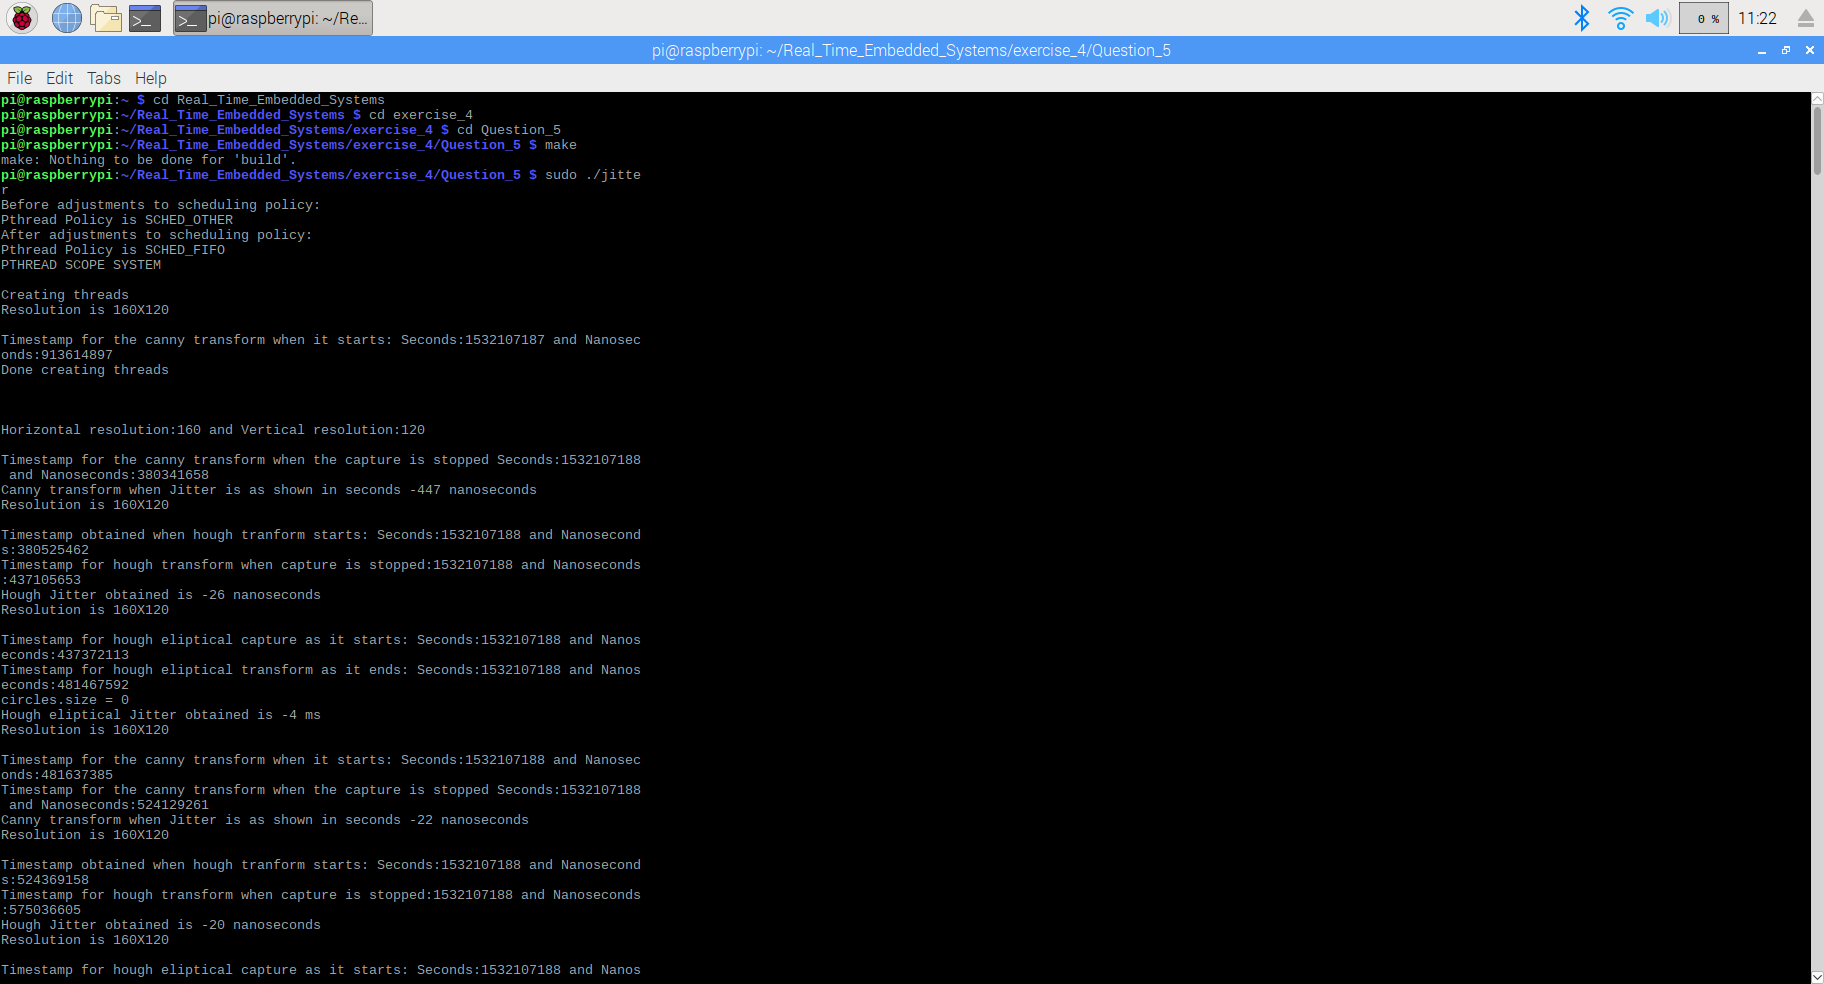 pi@raspberrypi: ~/Re...
0 %
11:22
pi@raspberrypi: ~/Real_Time_Embedded_Systems/exercise_4/Question_5
File Edit Tabs Help
pi@raspberrypi:~ $ cd Real_Time_Embedded_Systems
pi@raspberrypi:~/Real_Time_Embedded_Systems $ cd exercise_4
pi@raspberrypi:~/Real_Time_Embedded_Systems/exercise_4 $ cd Question_5
pi@raspberrypi:~/Real_Time_Embedded_Systems/exercise_4/Question_5 $ make
make: Nothing to be done for 'build'.
pi@raspberrypi:~/Real_Time_Embedded_Systems/exercise_4/Question_5 $ sudo ./jitte
r
Before adjustments to scheduling policy:
Pthread Policy is SCHED_OTHER
After adjustments to scheduling policy:
Pthread Policy is SCHED_FIFO
PTHREAD SCOPE SYSTEM
Creating threads
Resolution is 160X120
Timestamp for the canny transform when it starts: Seconds:1532107187 and Nanosec
onds:913614897
Done creating threads
Horizontal resolution:160 and Vertical resolution:120
Timestamp for the canny transform when the capture is stopped Seconds:1532107188
and Nanoseconds:380341658
Canny transform when Jitter is as shown in seconds -447 nanoseconds
Resolution is 160X120
Timestamp obtained when hough tranform starts: Seconds:1532107188 and Nanosecond
s:380525462
Timestamp for hough transform when capture is stopped:1532107188 and Nanoseconds
:437105653
Hough Jitter obtained is -26 nanoseconds
Resolution is 160X120
Timestamp for hough eliptical capture as it starts: Seconds:1532107188 and Nanos
econds:437372113
Timestamp for hough eliptical transform as it ends: Seconds:1532107188 and Nanos
econds:481467592
circles.size = 0
Hough eliptical Jitter obtained is -4 ms
Resolution is 160X120
Timestamp for the canny transform when it starts: Seconds:1532107188 and Nanosec
onds:481637385
Timestamp for the canny transform when the capture is stopped Seconds:1532107188
and Nanoseconds:524129261
Canny transform when Jitter is as shown in seconds -22 nanoseconds
Resolution is 160X120
Timestamp obtained when hough tranform starts: Seconds:1532107188 and Nanosecond
s:524369158
Timestamp for hough transform when capture is stopped:1532107188 and Nanoseconds
:575036605
Hough Jitter obtained is -20 nanoseconds
Resolution is 160X120
Timestamp for hough eliptical capture as it starts: Seconds:1532107188 and Nanos